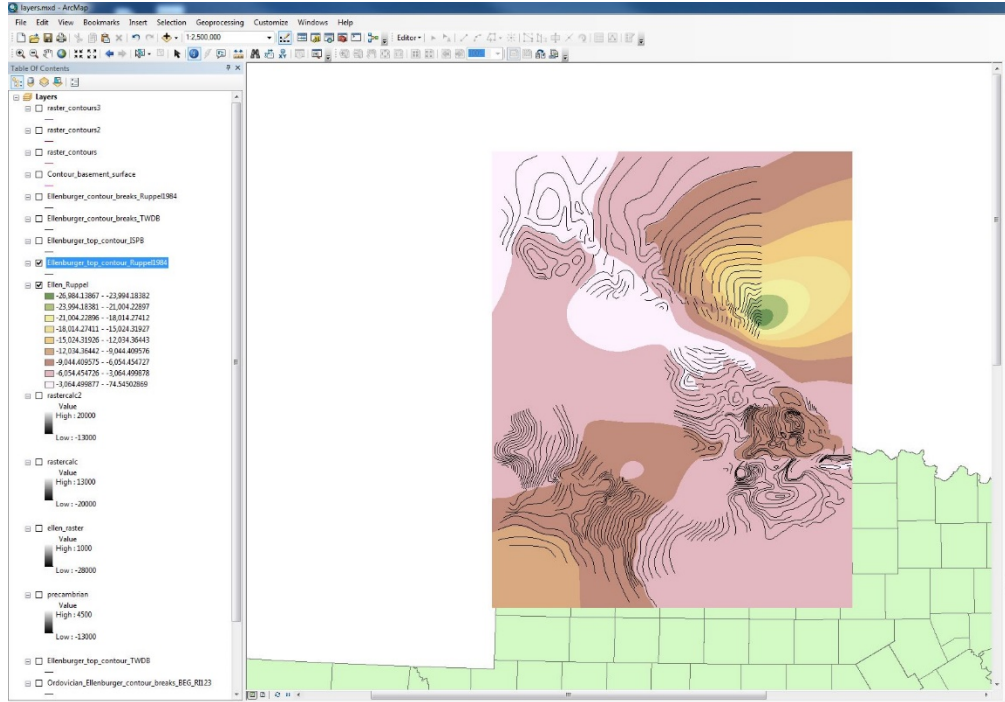 layers.mxd - ArcMap
File Edit View Bookmarks Insert Selection Geoprocessing Customize Windows Help
1:2,500,000
Editor
Table Of Contents
Layers
raster_contours3
raster_contours2
raster_contours
Contour_basement_surface
Ellenburger_contour_breaks_Ruppel1984
Ellenburger_contour_breaks_TWDB
Ellenburger_top_contour_ISPB
Ellenburger_top_contour_Ruppel1984
Ellen_Ruppel
-26,984.13867 - -23,994.18382
-23,994.18381 - -21,004.22897
-21,004.22896 - -18,014.27412
-18,014.27411 - -15,024.31927
-15,024.31926 - -12,034.36443
-12,034.36442 - -9,044.409576
-9,044.409575 - -6,054.454727
-6,054.454726 - -3,064.499878
-3,064.499877 - -74.54502869
rastercalc2
Value
High : 20000
Low : -13000
rastercalc
Value
High : 13000
Low : -20000
ellen_raster
Value
High : 1000
Low : -28000
precambrian
Value
High : 4500
Low : -13000
Ellenburger_top_contour_TWDB
Ordovician_Ellenburger_contour_breaks_BEG_RI123